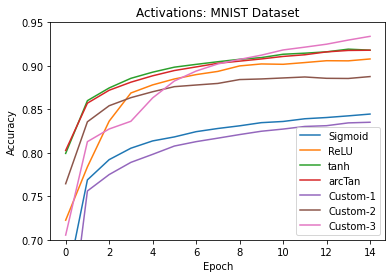 Activations: MNIST Dataset
0.95
0.90
0.85
0.80
0.75
0.70
Accuracy
Sigmoid
ReLU
tanh
arcTan
Custom-1
Custom-2
Custom-3
0 2 4 6 8 10 12 14
Epoch